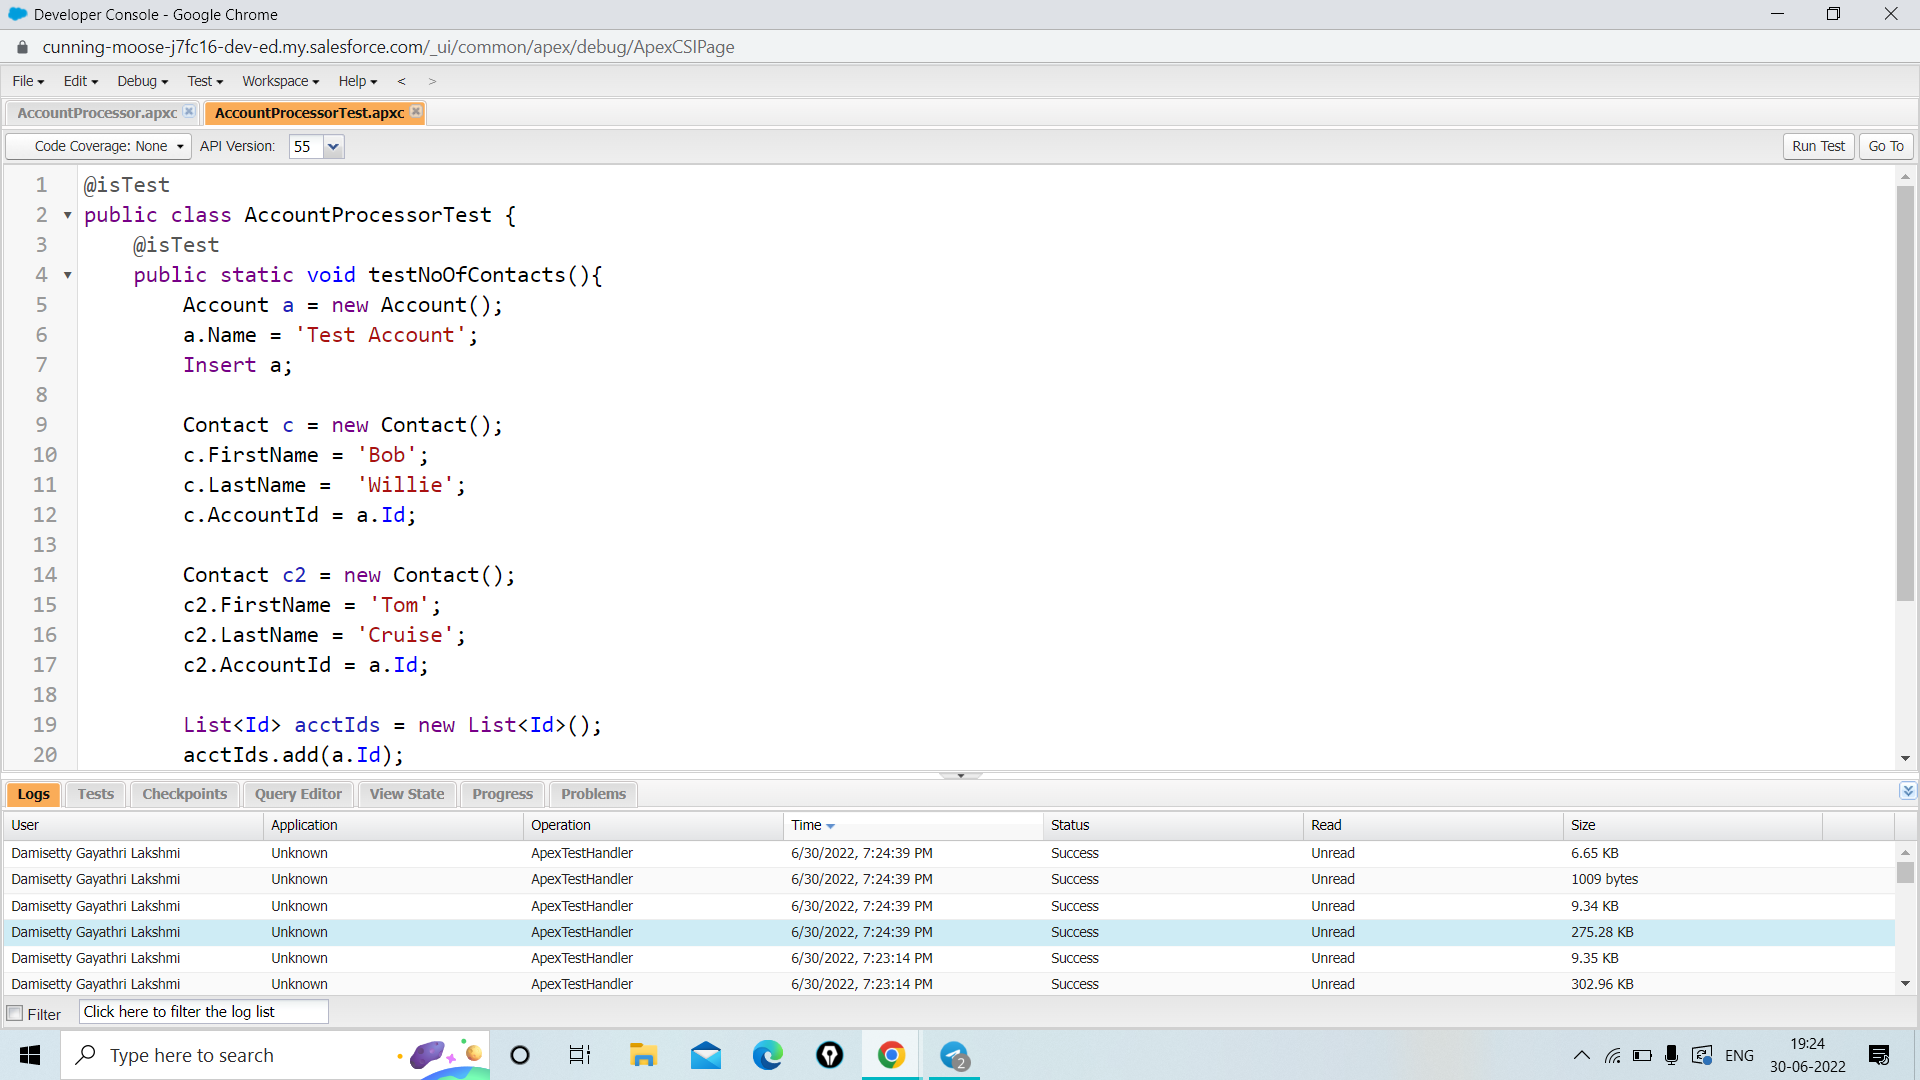 Developer Console - Google Chrome
cunning-moose-j7fc16-dev-ed.my.salesforce.com/_ui/common/apex/debug/ApexCSIPage
File Edit Debug Test Workspace Help < >
AccountProcessor.apxc AccountProcessorTest.apxc
Code Coverage: None API Version: 55 Run Test Go To
1 @isTest
2 public class AccountProcessorTest {
3 @isTest
4 public static void testNoOfContacts(){
5 Account a = new Account();
6 a.Name = 'Test Account';
7 Insert a;
8
9 Contact c = new Contact();
10 c.FirstName = 'Bob';
11 c.LastName =  'Willie';
12 c.AccountId = a.Id;
13
14 Contact c2 = new Contact();
15 c2.FirstName = 'Tom';
16 c2.LastName = 'Cruise';
17 c2.AccountId = a.Id;
18
19 List<Id> acctIds = new List<Id>();
20 acctIds.add(a.Id);
Logs Tests Checkpoints Query Editor View State Progress Problems
User Application Operation Time Status Read Size
Damisetty Gayathri Lakshmi Unknown ApexTestHandler 6/30/2022, 7:24:39 PM Success Unread 6.65 KB
Damisetty Gayathri Lakshmi Unknown ApexTestHandler 6/30/2022, 7:24:39 PM Success Unread 1009 bytes
Damisetty Gayathri Lakshmi Unknown ApexTestHandler 6/30/2022, 7:24:39 PM Success Unread 9.34 KB
Damisetty Gayathri Lakshmi Unknown ApexTestHandler 6/30/2022, 7:24:39 PM Success Unread 275.28 KB
Damisetty Gayathri Lakshmi Unknown ApexTestHandler 6/30/2022, 7:23:14 PM Success Unread 9.35 KB
Damisetty Gayathri Lakshmi Unknown ApexTestHandler 6/30/2022, 7:23:14 PM Success Unread 302.96 KB
Filter Click here to filter the log list
Type here to search 2 ENG 19:24
30-06-2022